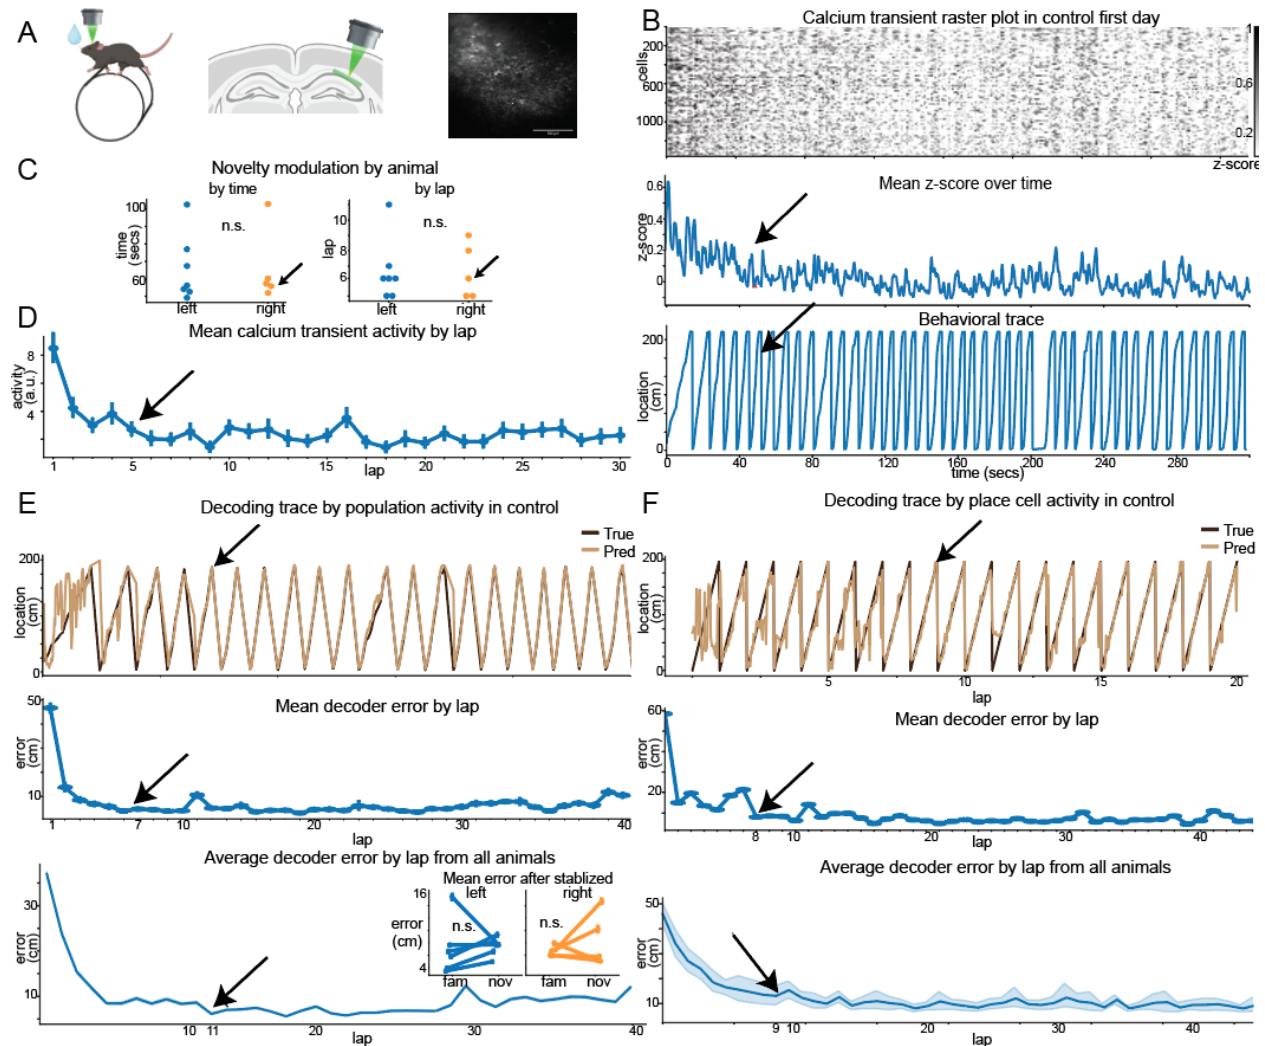 A
B
Calcium transient raster plot in control first day
cells
200
600
1000
1
0.6
0.2
z-score
C
Novelty modulation by animal
by time
by lap
time
(secs)
100
60
n.s.
left
right
lap
10
6
n.s.
left
right
Mean z-score over time
z-score
0.6
0.4
0.2
0
Behavioral trace
location
(cm)
200
0
0
40
80
120
160
200
240
280
time (secs)
D
Mean calcium transient activity by lap
activity
(a.u.)
8
4
1
5
10
15
20
25
30
lap
E
Decoding trace by population activity in control
True
Pred
location
(cm)
200
0
Mean decoder error by lap
error
(cm)
50
10
1
7
10
20
30
40
lap
Average decoder error by lap from all animals
error
(cm)
30
10
10
11
20
30
40
lap
Mean error after stablized
left
right
error
(cm)
16
4
n.s.
n.s.
fam
nov
fam
nov
F
Decoding trace by place cell activity in control
True
Pred
location
(cm)
200
0
5
10
15
20
lap
Mean decoder error by lap
error
(cm)
60
20
8
10
20
30
40
lap
Average decoder error by lap from all animals
error
(cm)
50
10
9
10
20
30
40
lap